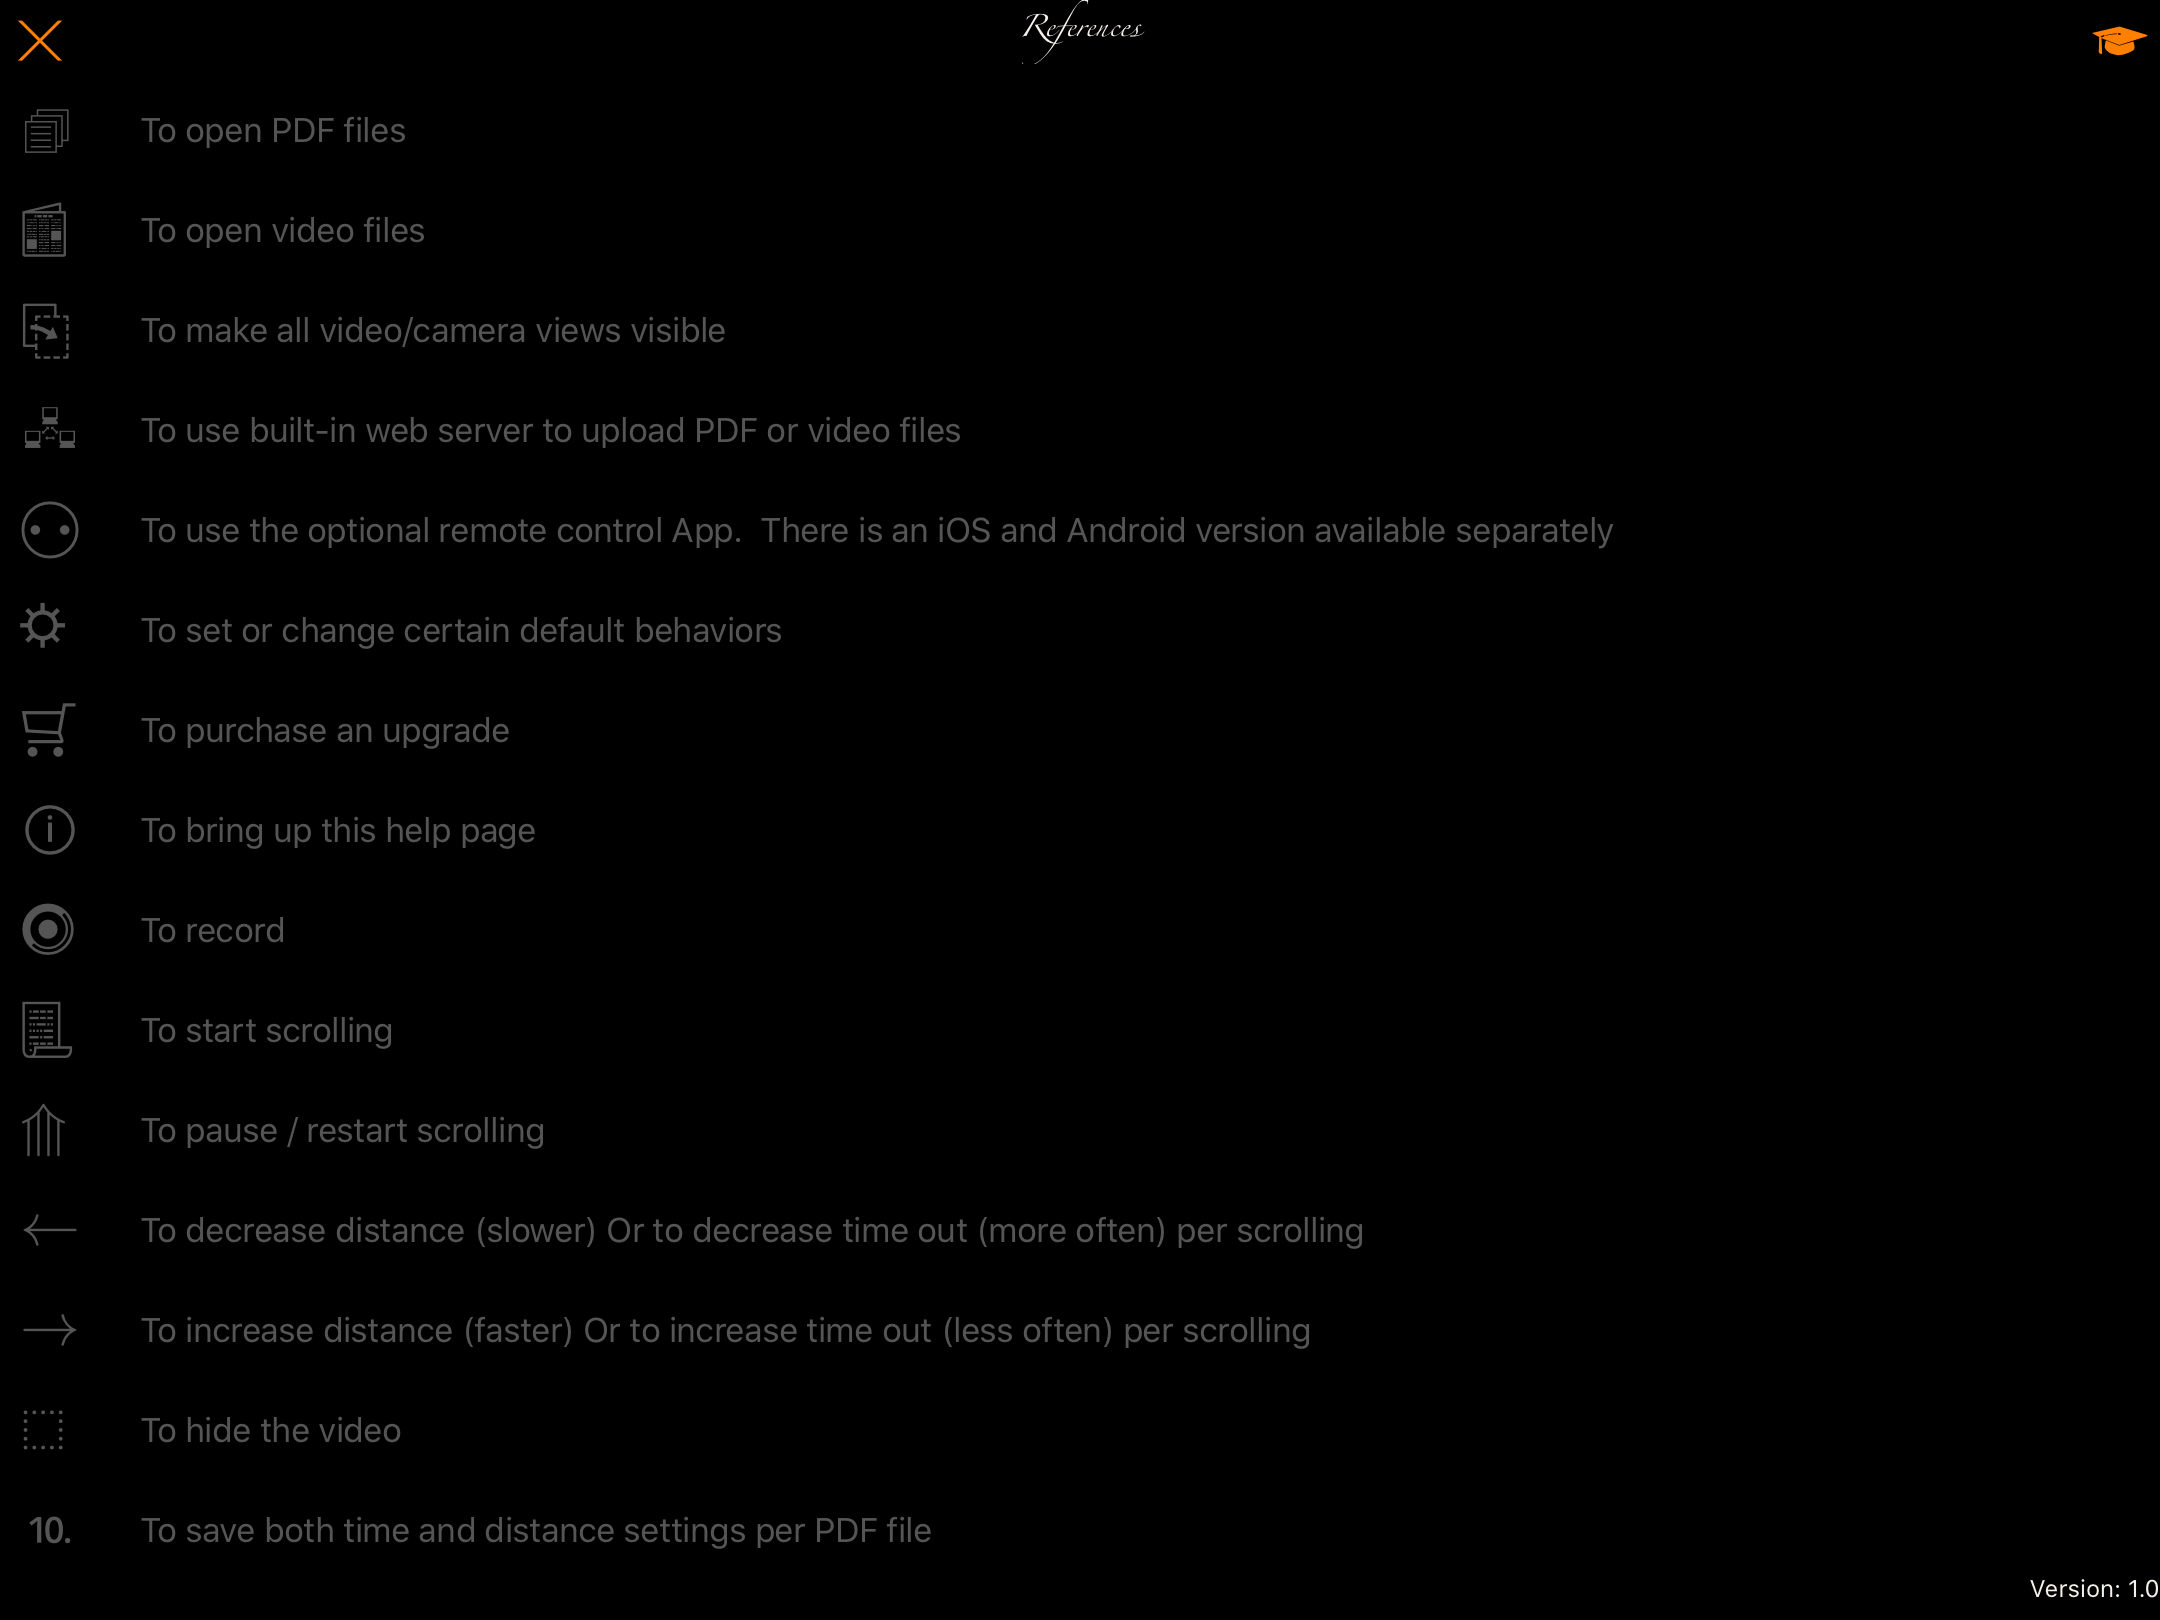 References
To open PDF files
To open video files
To make all video/camera views visible
To use built-in web server to upload PDF or video files
To use the optional remote control App.  There is an iOS and Android version available separately
To set or change certain default behaviors
To purchase an upgrade
i To bring up this help page
To record
To start scrolling
To pause / restart scrolling
To decrease distance (slower) Or to decrease time out (more often) per scrolling
To increase distance (faster) Or to increase time out (less often) per scrolling
To hide the video
10. To save both time and distance settings per PDF file
Version: 1.0